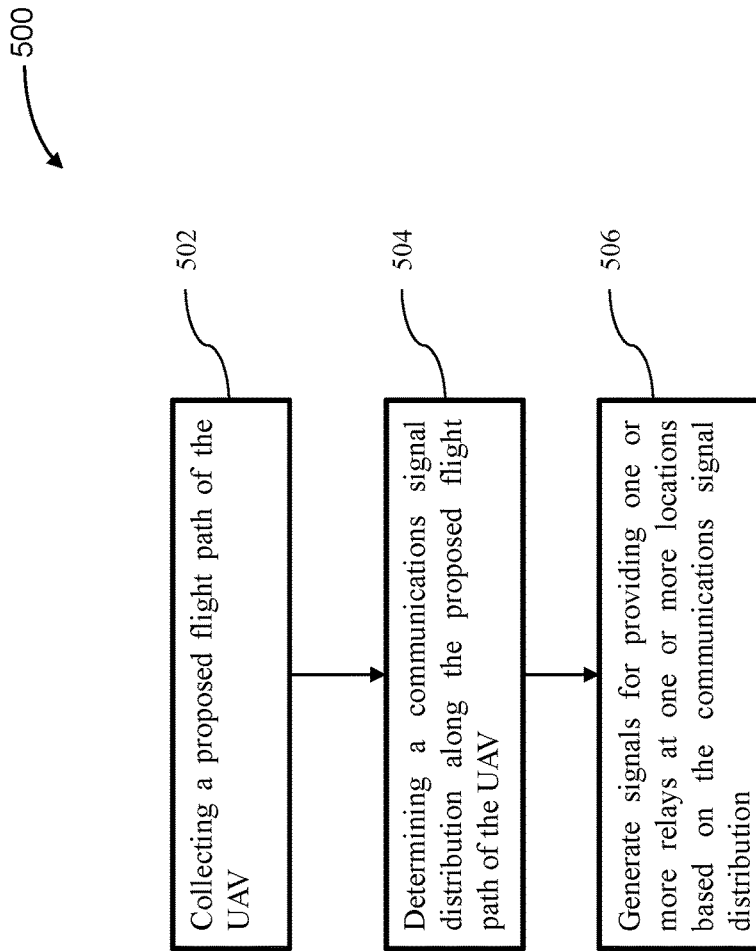 500
502
Collecting a proposed flight path of the
UAV
504
Determining a communications signal
distribution along the proposed flight
path of the UAV
506
Generate signals for providing one or
more relays at one or more locations
based on the communications signal
distribution